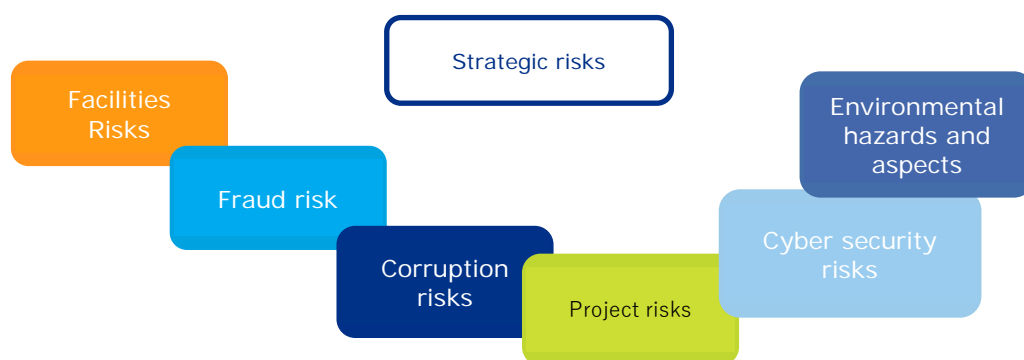 Strategic risks
Facilities
Risks
Fraud risk
Corruption
risks
Project risks
Cyber security
risks
Environmental
hazards and
aspects